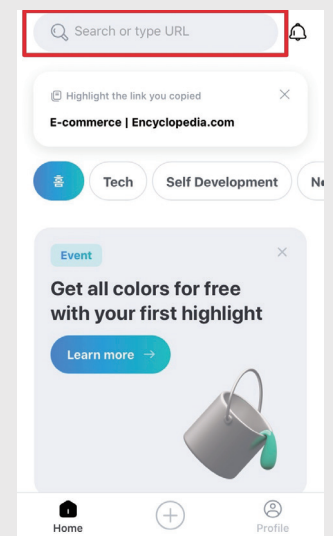 Search or type URL
Highlight the link you copied
E-commerce | Encyclopedia.com
홈
Tech
Self Development
Event
Get all colors for free
with your first highlight
Learn more →
Home
Profile